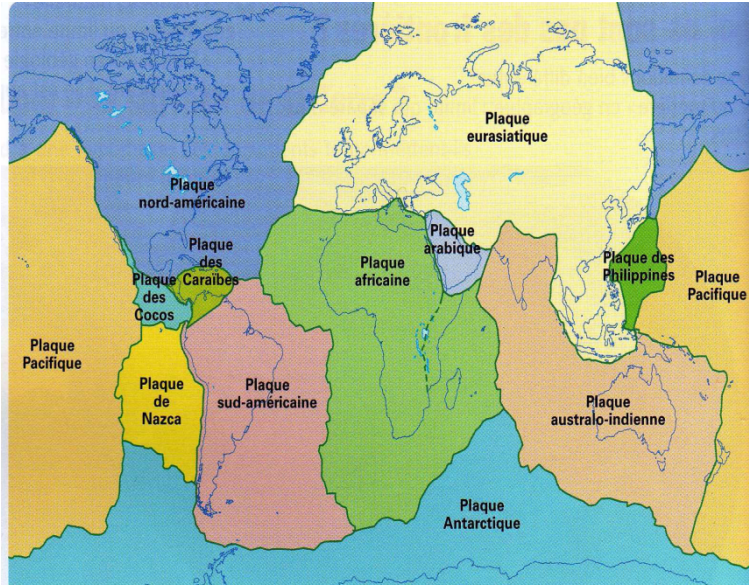 Plaque
eurasiatique
Plaque
nord-américaine
Plaque
des
Caraïbes
Plaque
arabique
Plaque
africaine
Plaque des
Philippines
Plaque
des
Cocos
Plaque
Pacifique
Plaque
Pacifique
Plaque
de
Nazca
Plaque
sud-américaine
Plaque
australo-indienne
Plaque
Antarctique